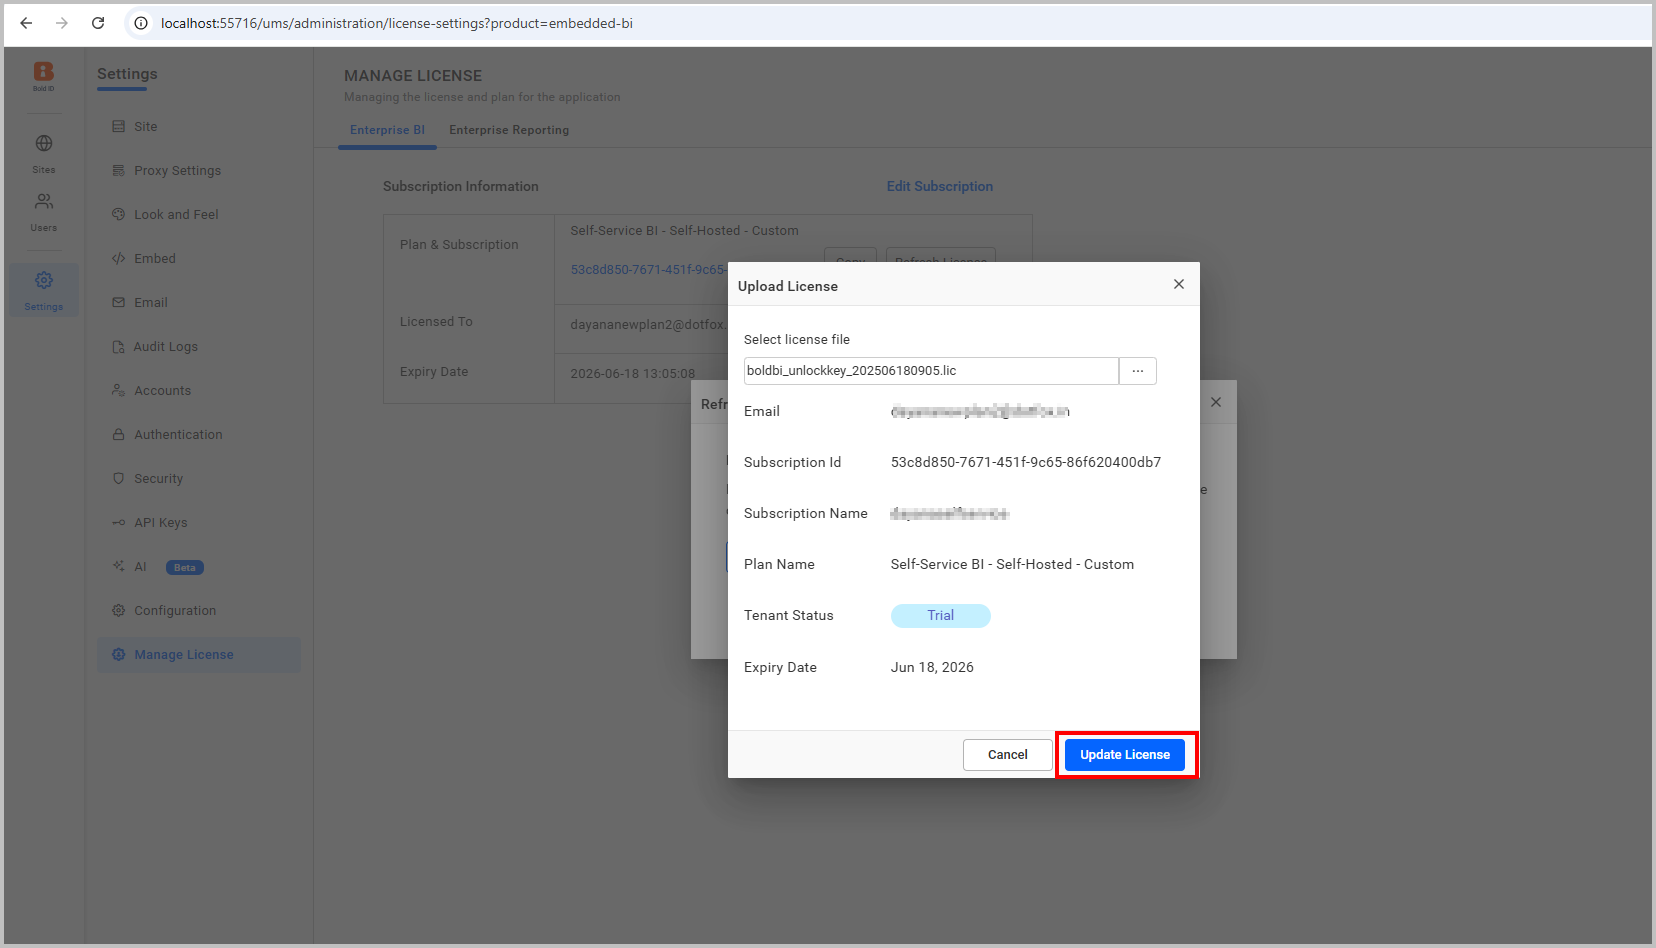 localhost:55716/ums/administration/license-settings?product=embedded-bi
Bold ID
Sites
Users
Settings
Settings
Site
Proxy Settings
Look and Feel
Embed
Email
Audit Logs
Accounts
Authentication
Security
API Keys
AI Beta
Configuration
Manage License
MANAGE LICENSE
Managing the license and plan for the application
Enterprise BI Enterprise Reporting
Subscription Information Edit Subscription
Plan & Subscription
Self-Service BI - Self-Hosted - Custom
53c8d850-7671-451f-9c65-
Copy Refresh License
Licensed To dayananewplan2@dotfox.
Expiry Date 2026-06-18 13:05:08
Refr
e
Upload License
Select license file
boldbi_unlockkey_202506180905.lic ...
Email
Subscription Id 53c8d850-7671-451f-9c65-86f620400db7
Subscription Name
Plan Name Self-Service BI - Self-Hosted - Custom
Tenant Status Trial
Expiry Date Jun 18, 2026
Cancel Update License